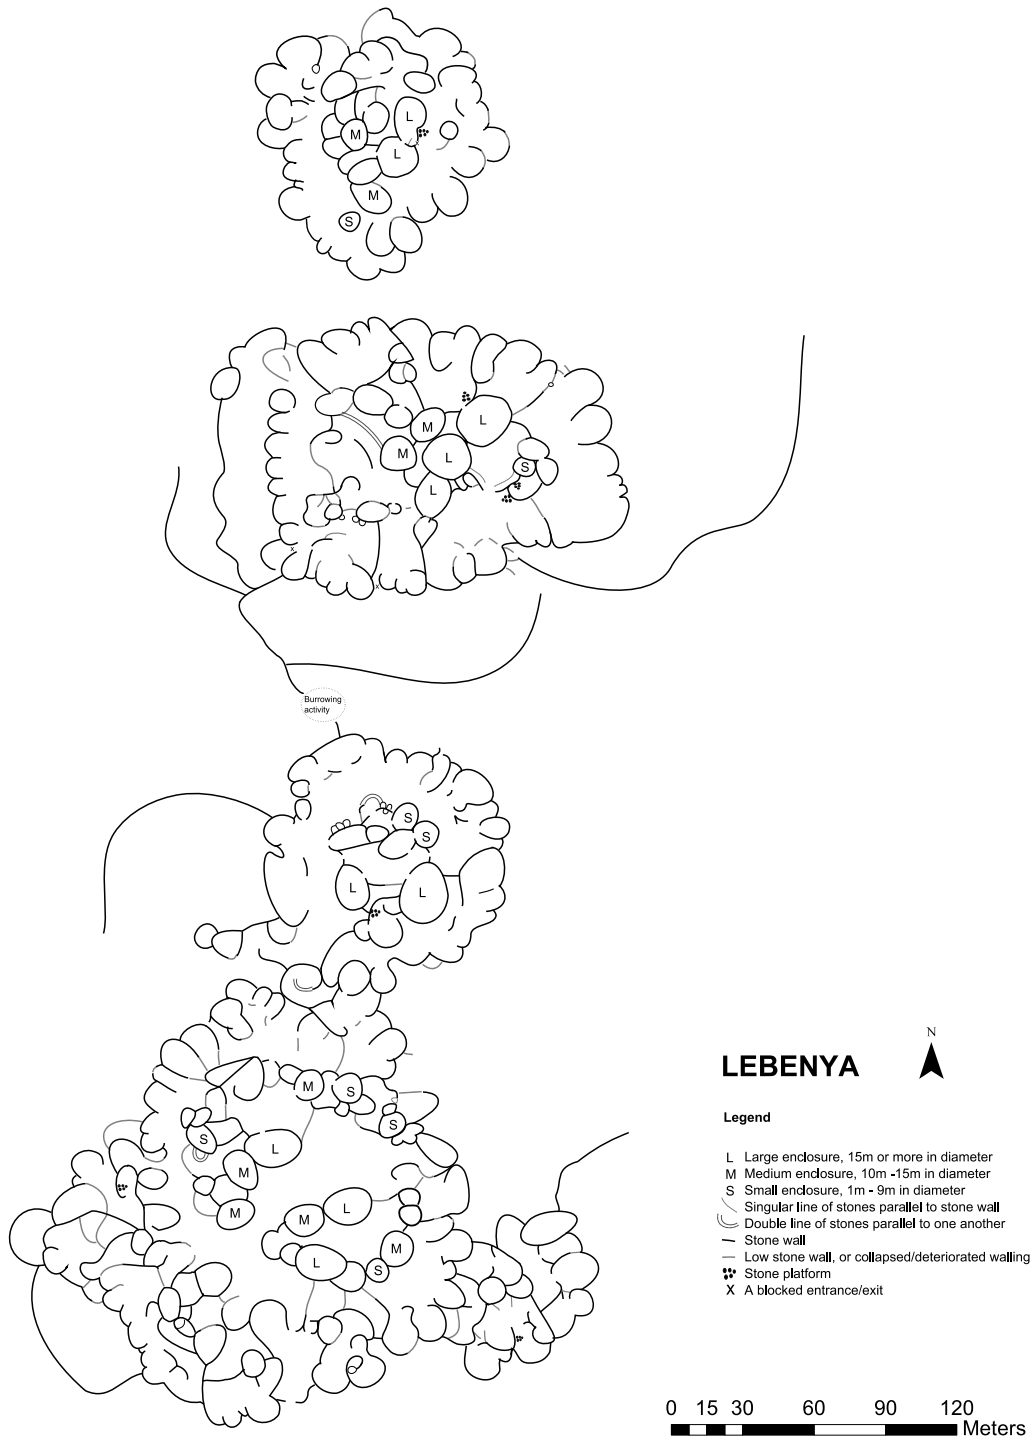 L
M
L
M
S
L
M
M
L
S
L
x
x
Burrowing
activity
S
S
L
L
M
S
S
S
L
M
M
L
M
M
L
S
N
LEBENYA
Legend
L Large enclosure, 15m or more in diameter
M Medium enclosure, 10m -15m in diameter
S Small enclosure, 1m - 9m in diameter
Singular line of stones parallel to stone wall
Double line of stones parallel to one another
Stone wall
Low stone wall, or collapsed/deteriorated walling
Stone platform
X A blocked entrance/exit
0 15 30 60 90 120
Meters